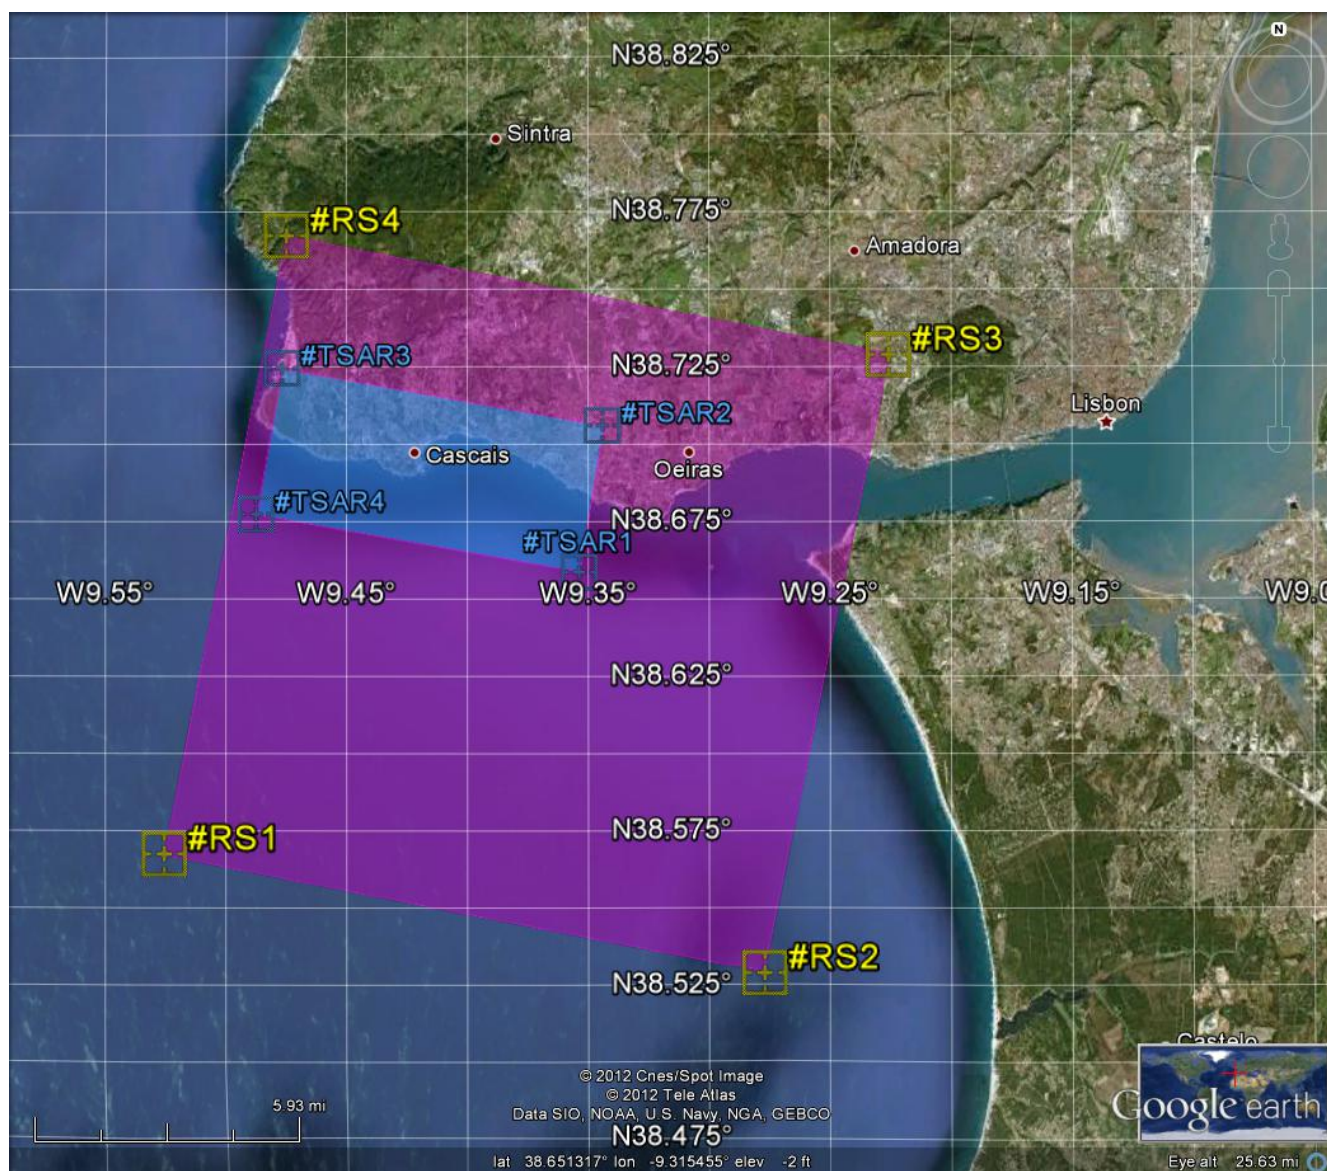 N
N38.825°
Sintra
#RS4
N38.775°
Amadora
#RS3
#TSAR3
N38.725°
Lisbon
#TSAR2
Cascais
Oeiras
#TSAR4
N38.675°
#TSAR1
W9.55°
W9.45°
W9.35°
W9.25°
W9.15°
W9.0
N38.625°
N38.575°
#RS1
#RS2
N38.525°
Castelo
© 2012 Cnes/Spot Image
© 2012 Tele Atlas
Data SIO, NOAA, U.S. Navy, NGA, GEBCO
5.93 mi
Google earth
N38.475°
lat 38.651317° lon -9.315455° elev -2 ft
Eye alt 25.63 mi